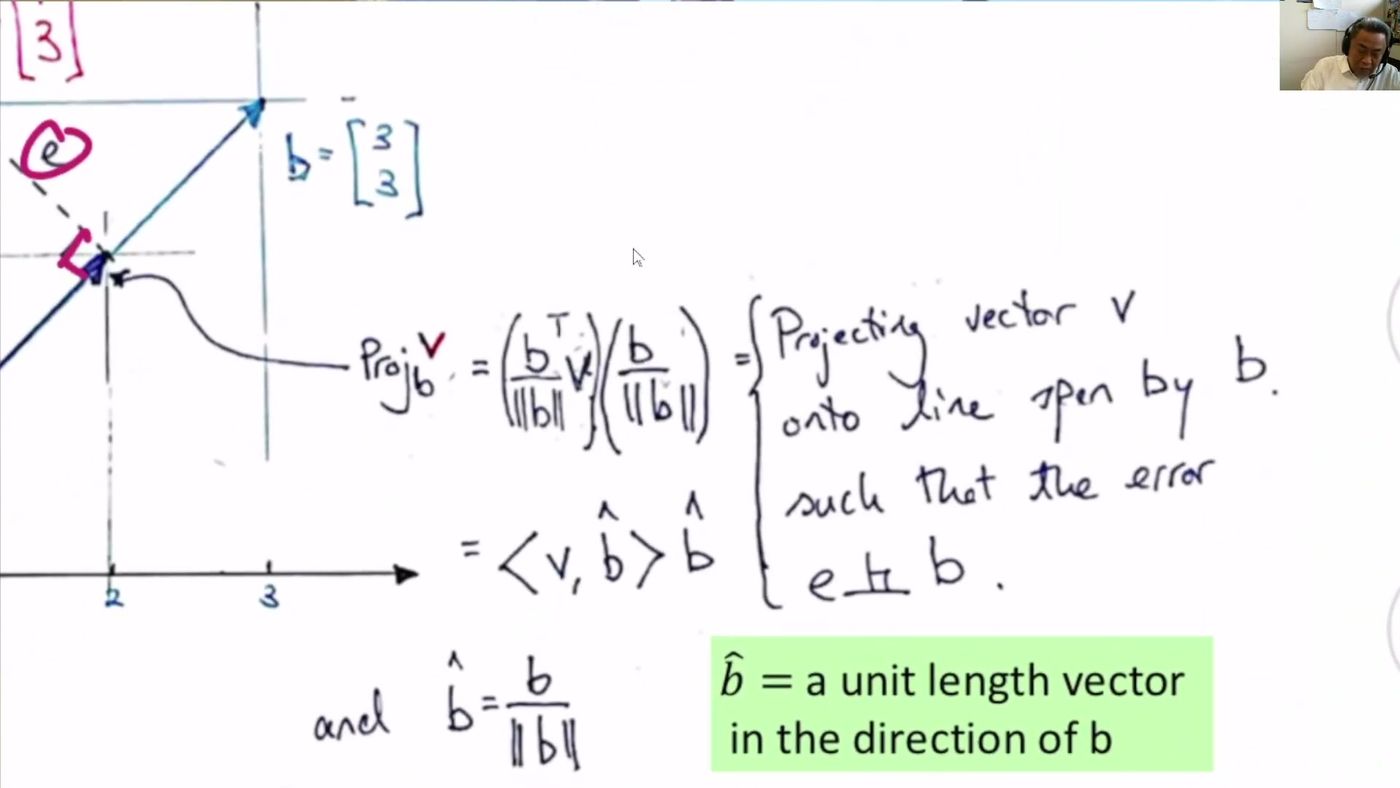 [3]
e
b = [3
3]
Proj_b v = (b^T/||b|| v)(b/||b||) = { Projecting vector v
onto line span by b.
such that the error
e ⊥ b.
= <v, b̂> b̂
2 3
and b̂ = b/||b||
b̂ = a unit length vector
in the direction of b